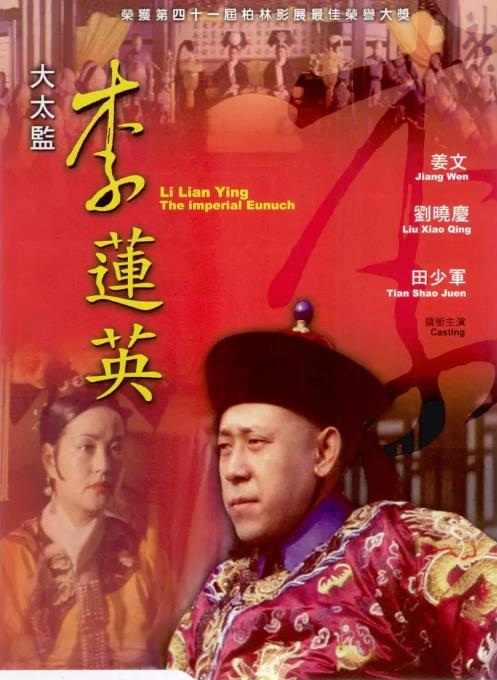 榮獲第四十一屆柏林影展最佳榮譽大獎
大太監
李蓮英
Li Lian Ying
The imperial Eunuch
姜文
Jiang Wen
劉曉慶
Liu Xiao Qing
田少軍
Tian Shao Juen
領銜主演
Casting